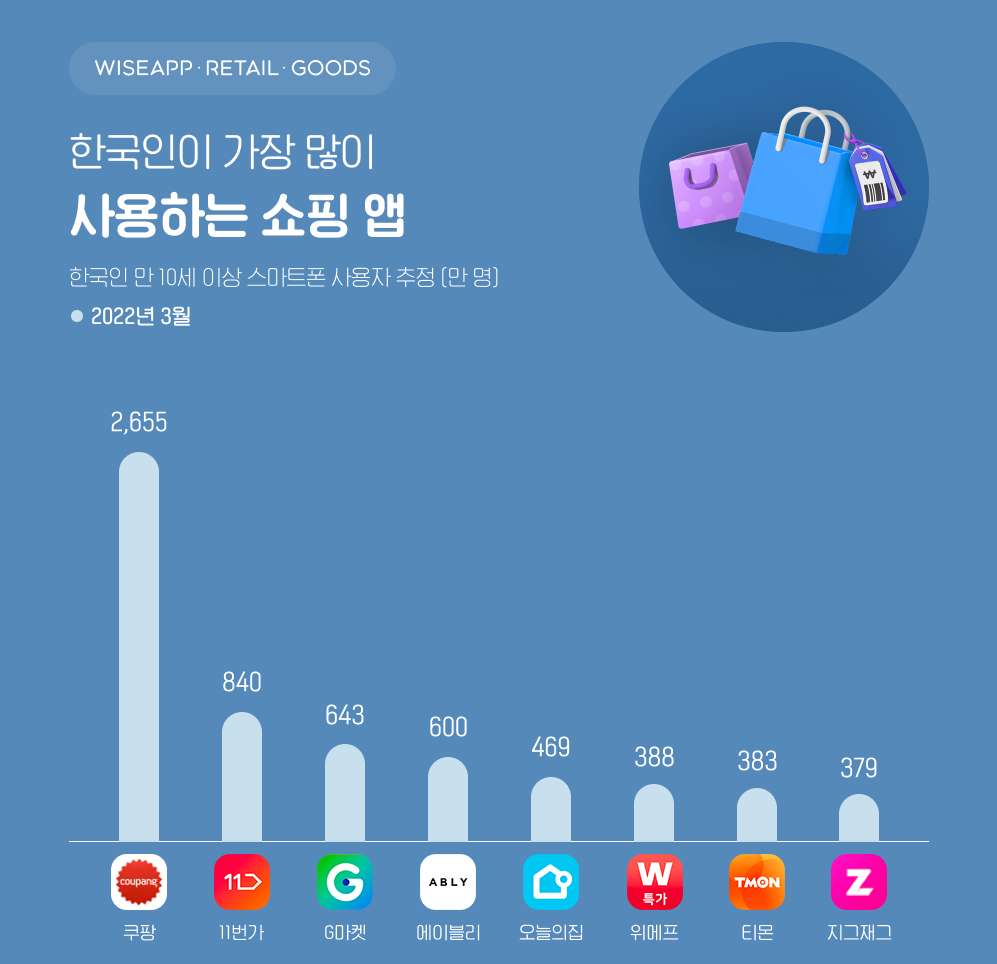 WISEAPP · RETAIL · GOODS
한국인이 가장 많이
사용하는 쇼핑 앱
한국인 만 10세 이상 스마트폰 사용자 추정 (만 명)
2022년 3월
₩
2,655
840
643
600
469
388
383
379
coupang
11
G
ABLY
W
특가
TMON
Z
쿠팡
11번가
G마켓
에이블리
오늘의집
위메프
티몬
지그재그